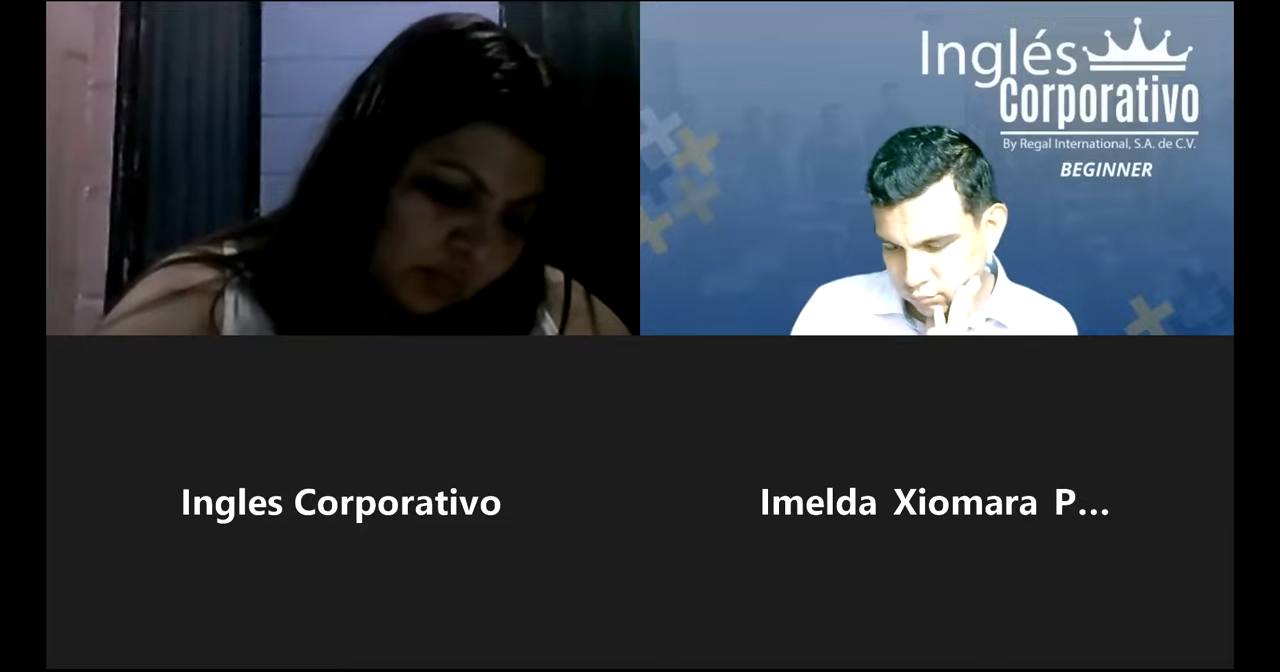 Inglés
Corporativo
By Regal International, S.A. de C.V.
BEGINNER
Ingles Corporativo
Imelda Xiomara P...